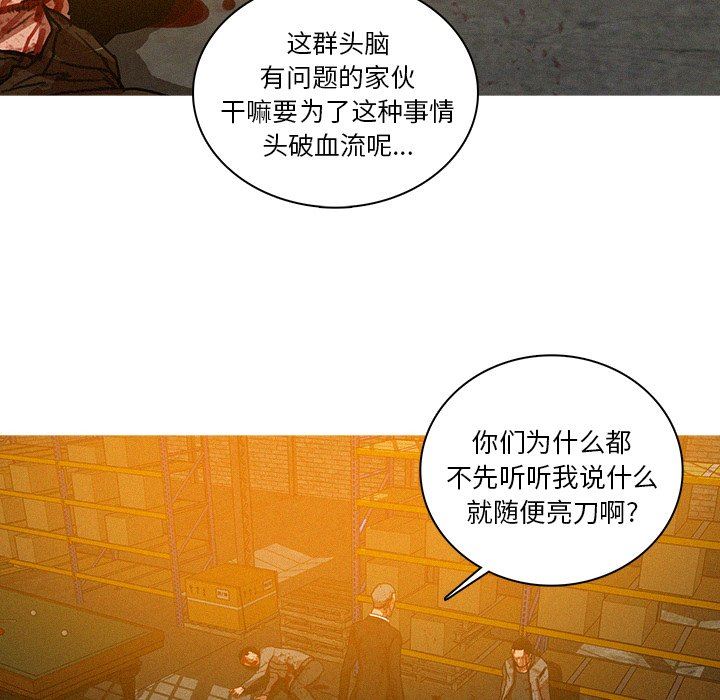 这群头脑
有问题的家伙
干嘛要为了这种事情
头破血流呢...
你们为什么都
不先听听我说什么
就随便亮刀啊?